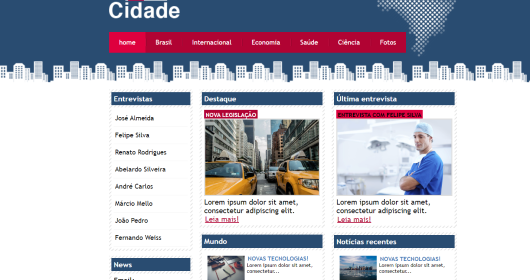 Cidade
home Brasil Internacional Economia Saúde Ciência Fotos
Entrevistas
José Almeida
Felipe Silva
Renato Rodrigues
Abelardo Silveira
André Carlos
Márcio Mello
João Pedro
Fernando Weiss
News
Destaque
NOVA LEGISLAÇÃO
Lorem ipsum dolor sit amet,
consectetur adipiscing elit.
Leia mais!
Mundo
NOVAS TECNOLOGIAS!
Lorem ipsum dolor sit amet,
consectetur...
Última entrevista
ENTREVISTA COM FELIPE SILVA
Lorem ipsum dolor sit amet,
consectetur adipiscing elit.
Leia mais!
Notícias recentes
NOVAS TECNOLOGIAS!
Lorem ipsum dolor sit amet,
consectetur...